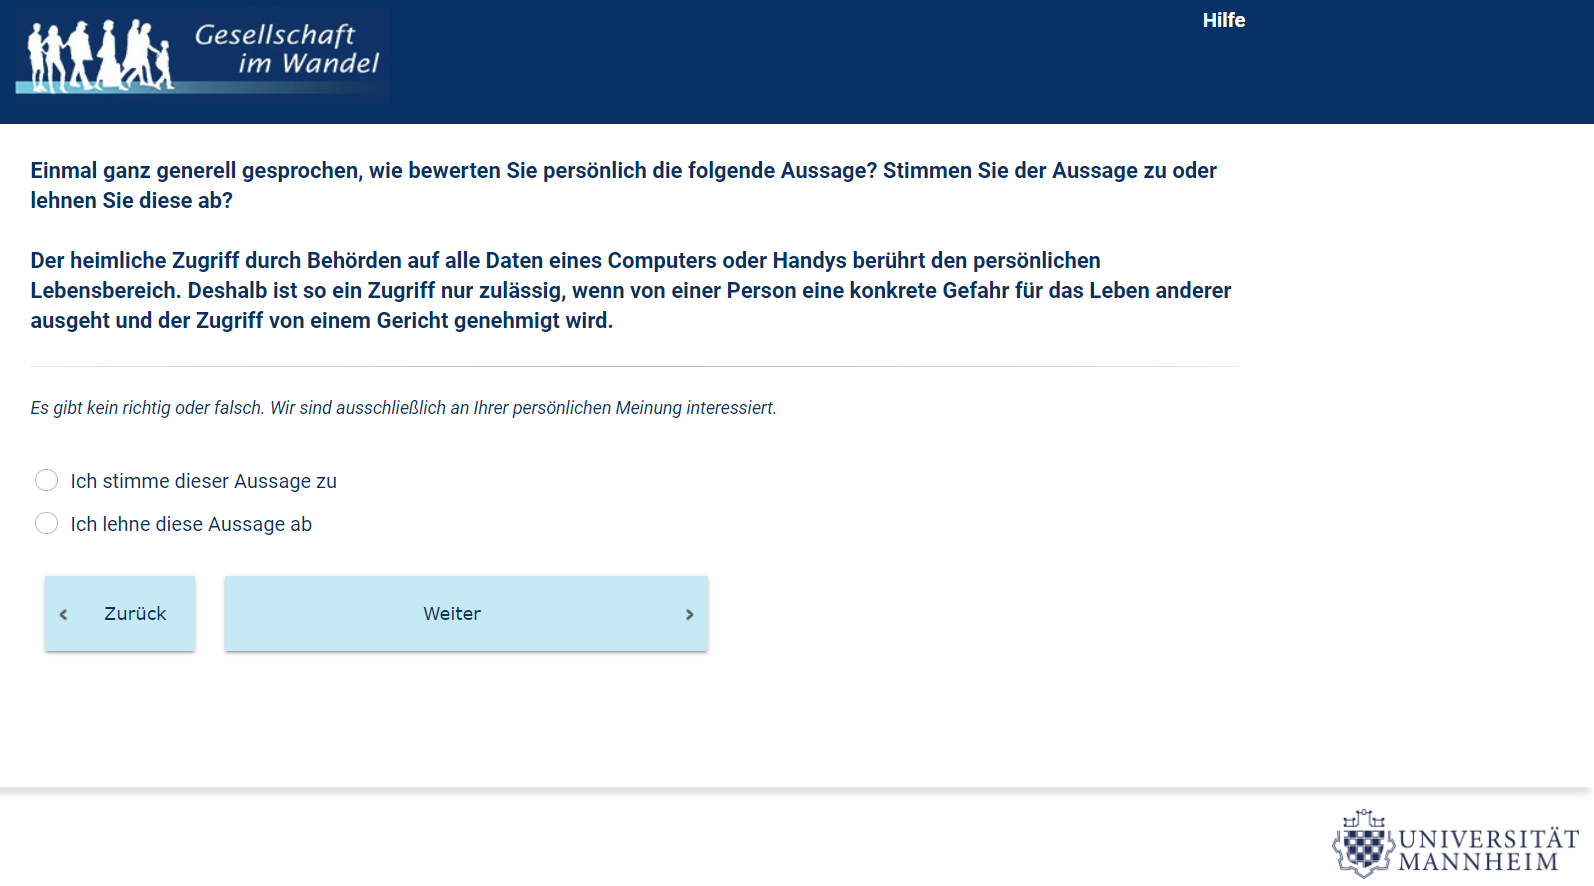 Gesellschaft
im Wandel
Hilfe
Einmal ganz generell gesprochen, wie bewerten Sie persönlich die folgende Aussage? Stimmen Sie der Aussage zu oder
lehnen Sie diese ab?
Der heimliche Zugriff durch Behörden auf alle Daten eines Computers oder Handys berührt den persönlichen
Lebensbereich. Deshalb ist so ein Zugriff nur zulässig, wenn von einer Person eine konkrete Gefahr für das Leben anderer
ausgeht und der Zugriff von einem Gericht genehmigt wird.
Es gibt kein richtig oder falsch. Wir sind ausschließlich an Ihrer persönlichen Meinung interessiert.
Ich stimme dieser Aussage zu
Ich lehne diese Aussage ab
Zurück
Weiter
UNIVERSITÄT
MANNHEIM